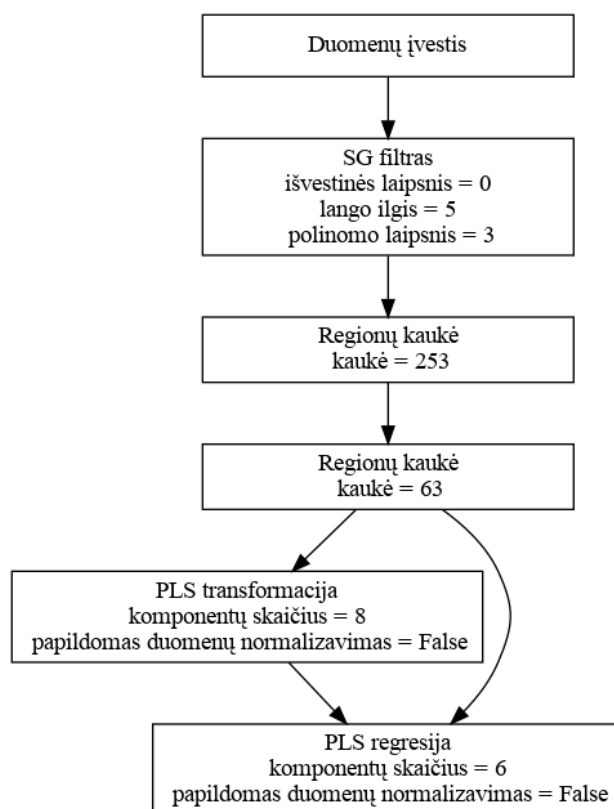 Duomenų įvestis
SG filtras
išvestinės laipsnis = 0
lango ilgis = 5
polinomo laipsnis = 3
Regionų kaukė
kaukė = 253
Regionų kaukė
kaukė = 63
PLS transformacija
komponentų skaičius = 8
papildomas duomenų normalizavimas = False
PLS regresija
komponentų skaičius = 6
papildomas duomenų normalizavimas = False